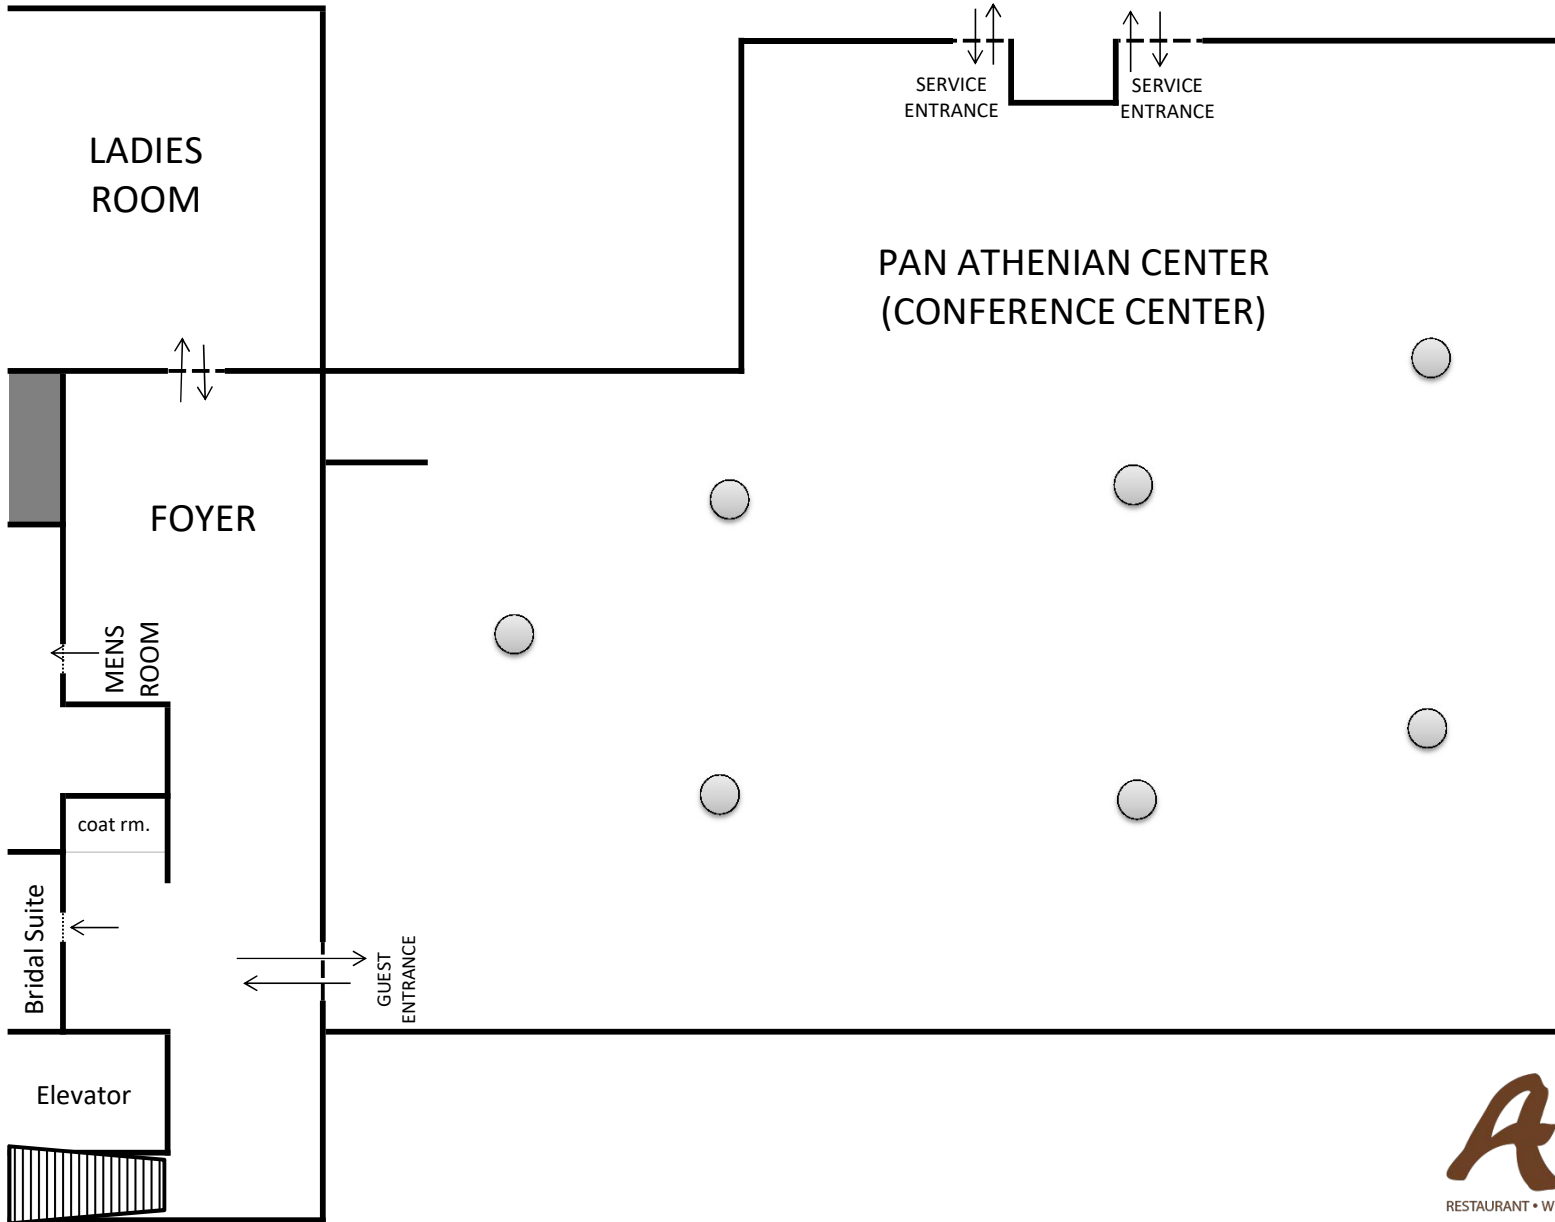 SERVICE
ENTRANCE
SERVICE
ENTRANCE
LADIES
ROOM
PAN ATHENIAN CENTER
(CONFERENCE CENTER)
FOYER
MENS
ROOM
coat rm.
Bridal Suite
GUEST
ENTRANCE
Elevator
A
RESTAURANT • W